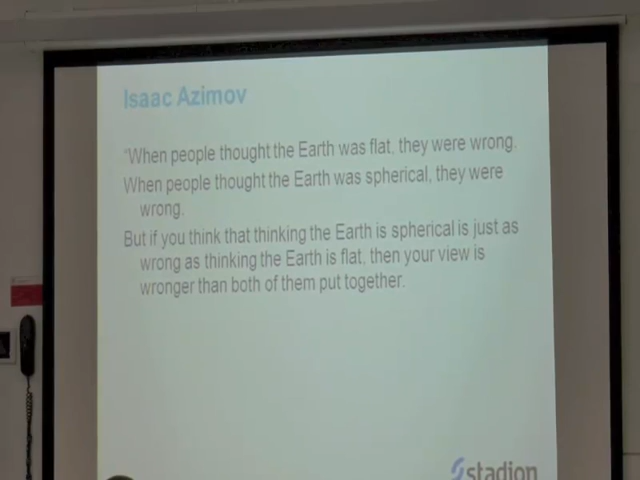 Isaac Azimov
"When people thought the Earth was flat, they were wrong.
When people thought the Earth was spherical, they were
wrong.
But if you think that thinking the Earth is spherical is just as
wrong as thinking the Earth is flat, then your view is
wronger than both of them put together.
stadion